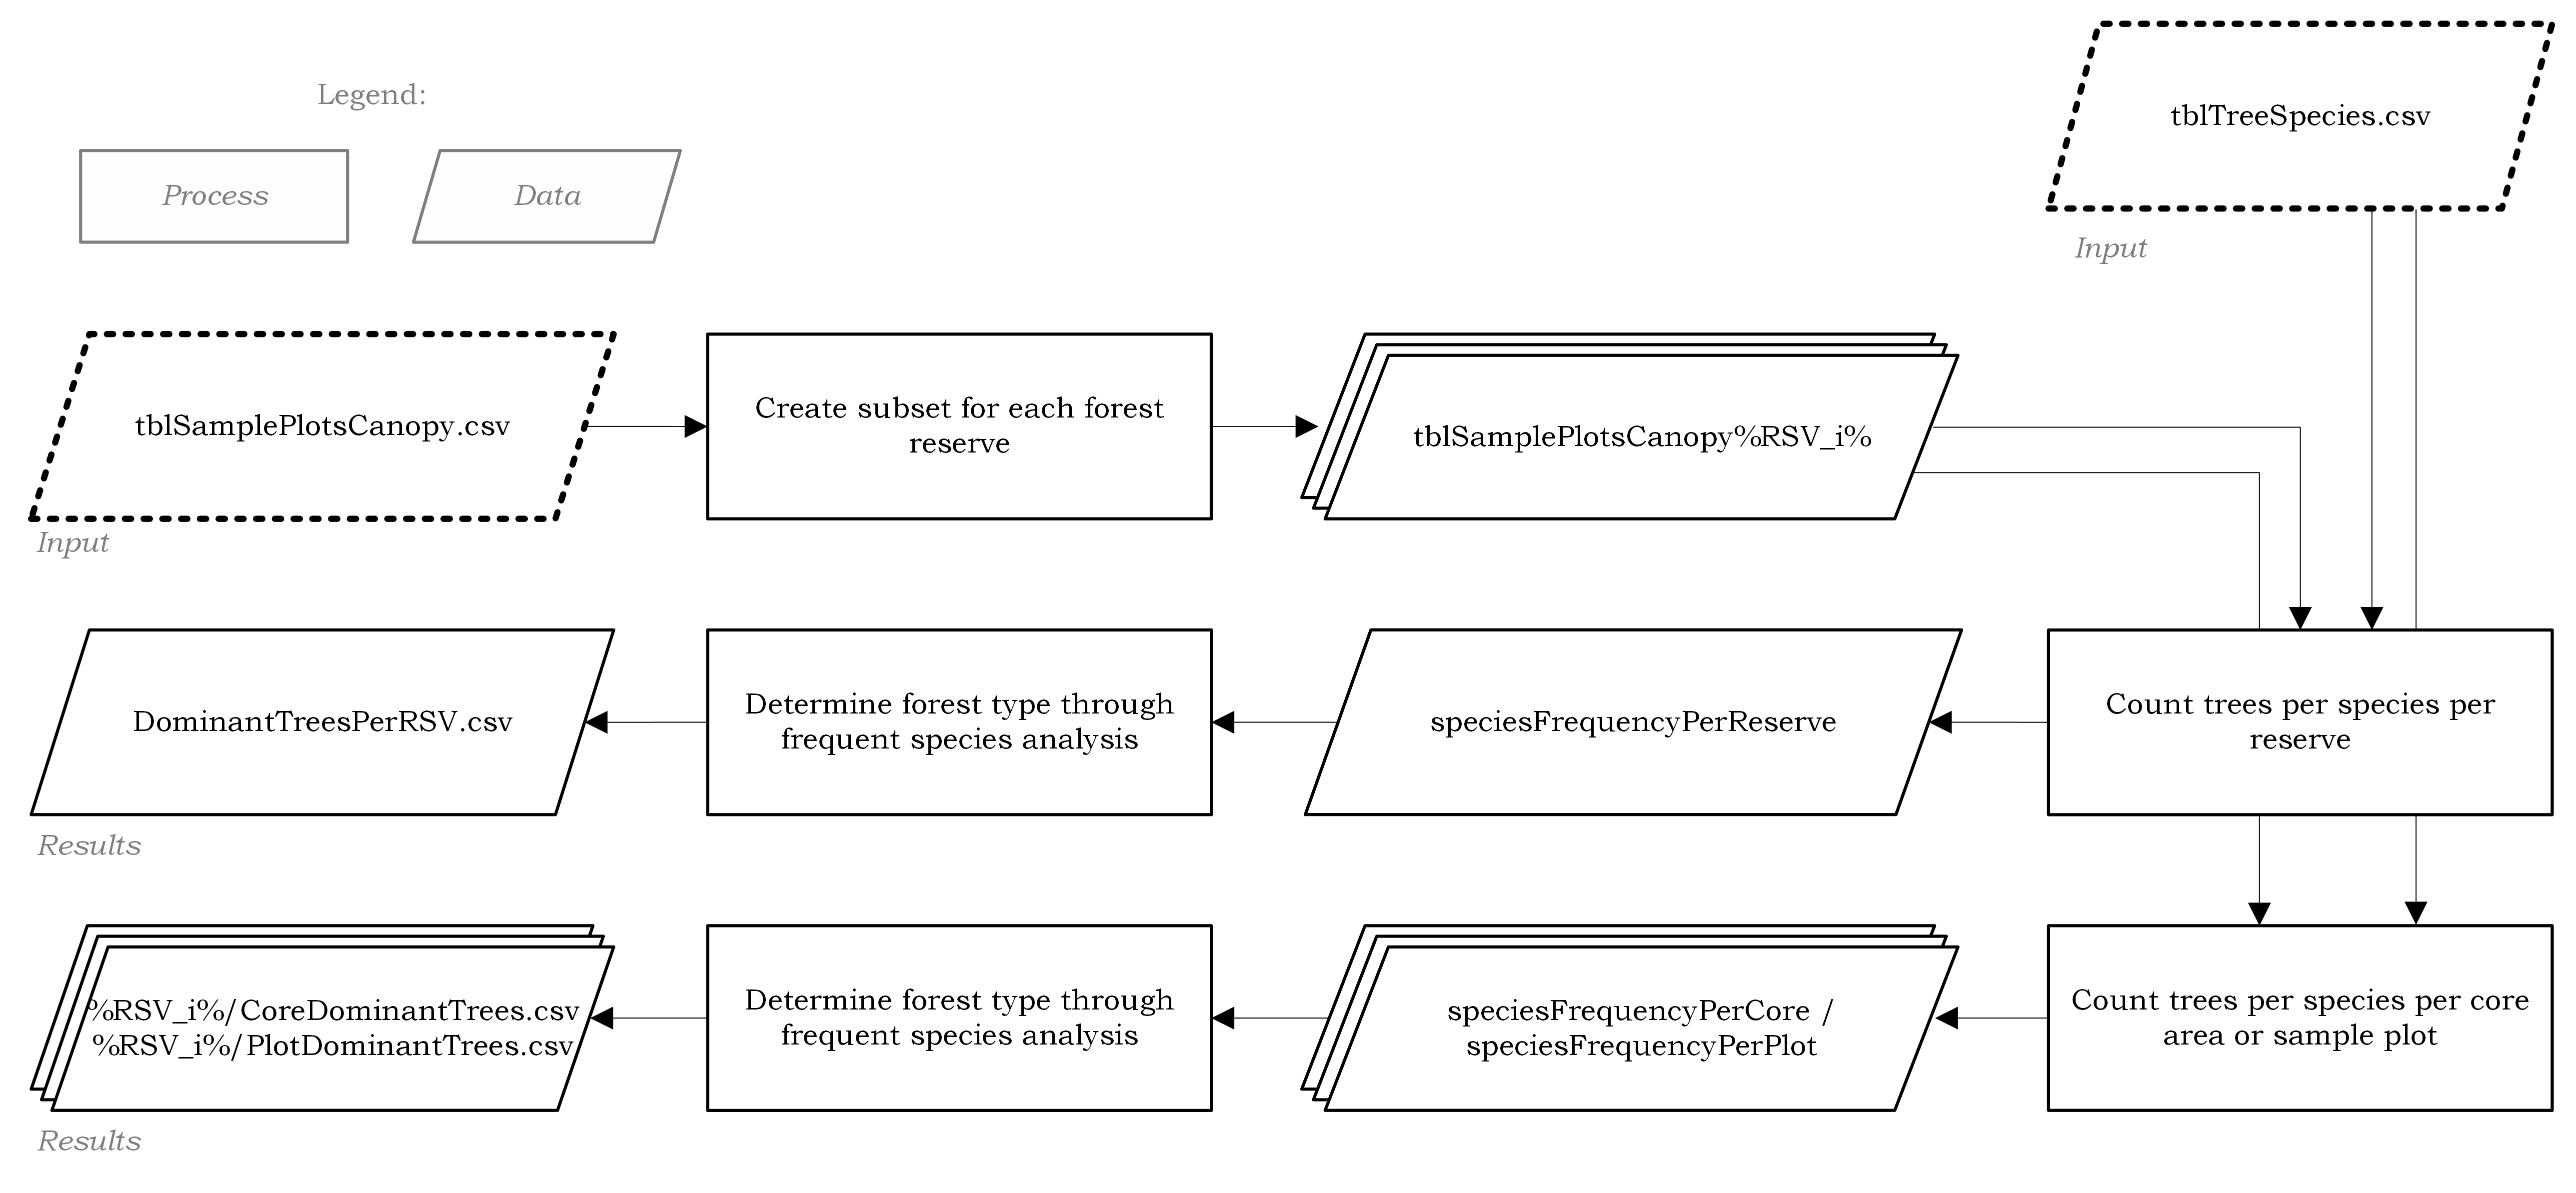 Legend:
Process
Data
tblTreeSpecies.csv
Input
tblSamplePlotsCanopy.csv
Input
Create subset for each forest
reserve
tblSamplePlotsCanopy%RSV_i%
DominantTreesPerRSV.csv
Results
Determine forest type through
frequent species analysis
speciesFrequencyPerReserve
Count trees per species per
reserve
%RSV_i%/CoreDominantTrees.csv
%RSV_i%/PlotDominantTrees.csv
Results
Determine forest type through
frequent species analysis
speciesFrequencyPerCore /
speciesFrequencyPerPlot
Count trees per species per core
area or sample plot